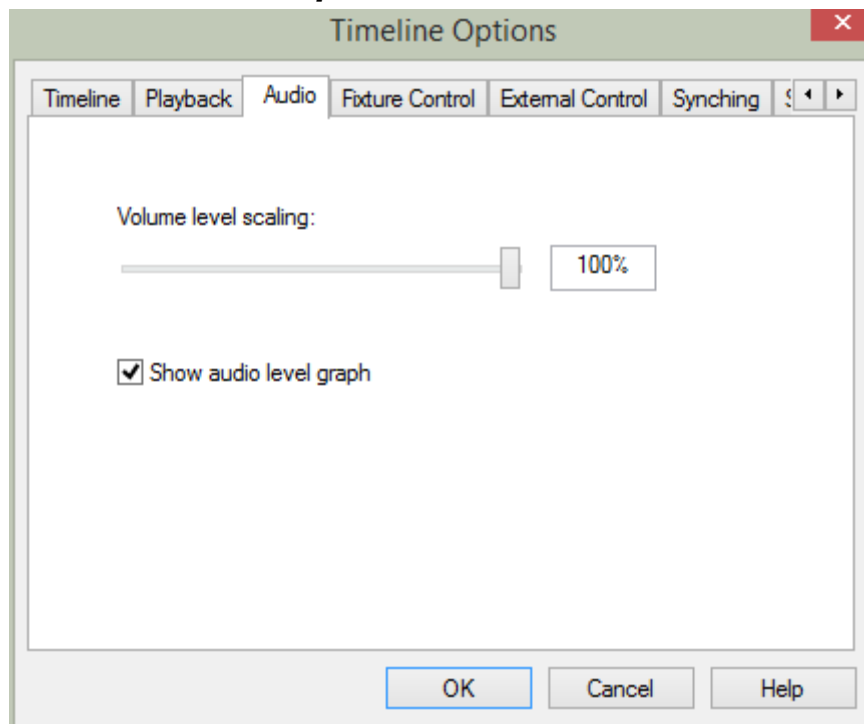 Timeline Options
Timeline Playback Audio Fixture Control External Control Synching
Volume level scaling:
100%
Show audio level graph
OK Cancel Help